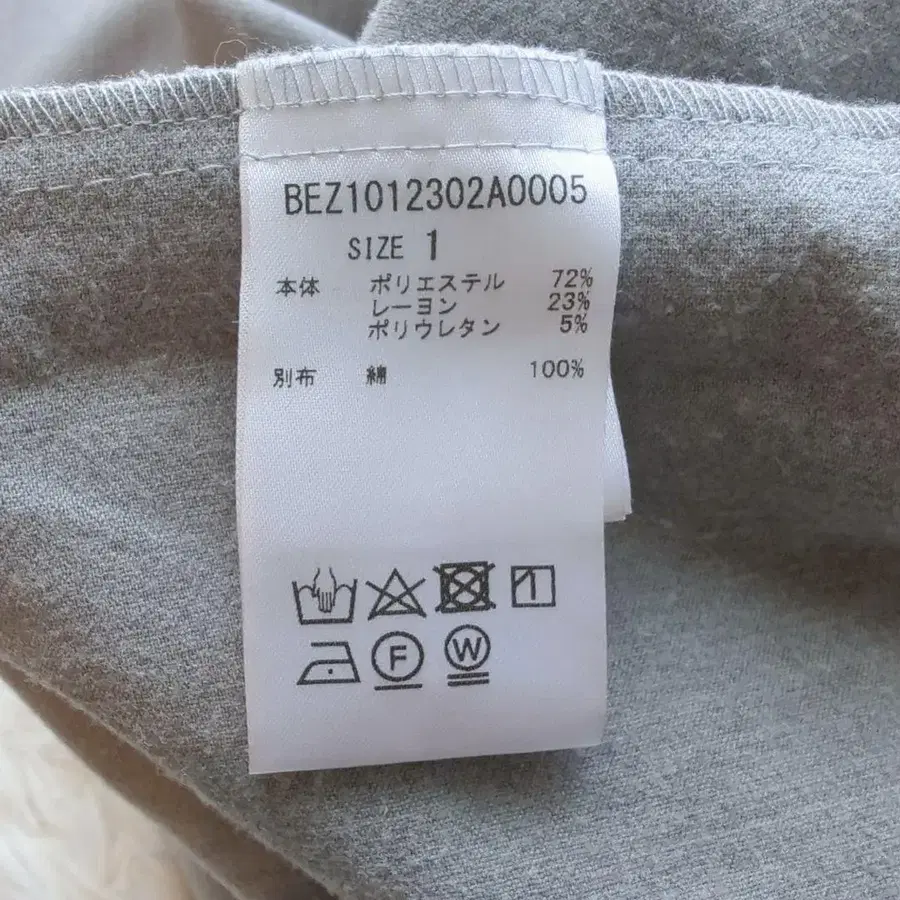 BEZ1012302A0005
SIZE 1
本体 ポリエステル 72%
レーヨン 23%
ポリウレタン 5%
別布 綿 100%
F W